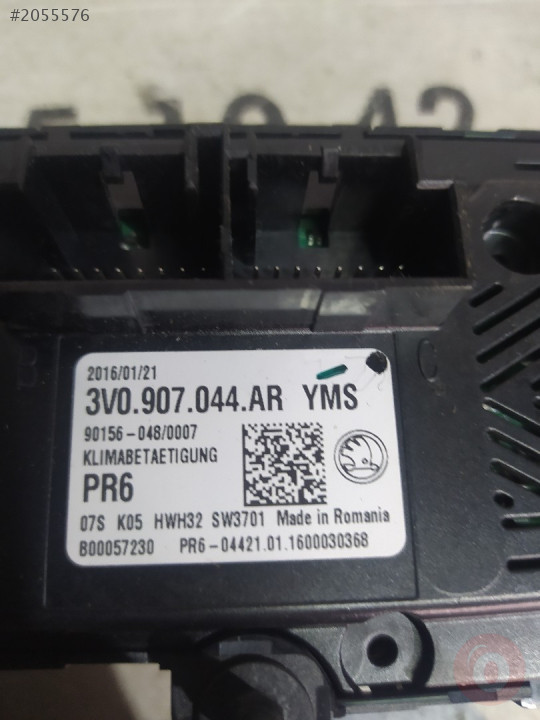 #2055576
2016/01/21
3V0.907.044.AR YMS
90156-048/0007
KLIMABETAETIGUNG
PR6
07S K05 HWH32 SW3701 Made in Romania
B00057230 PR6-04421.01.1600030368
C